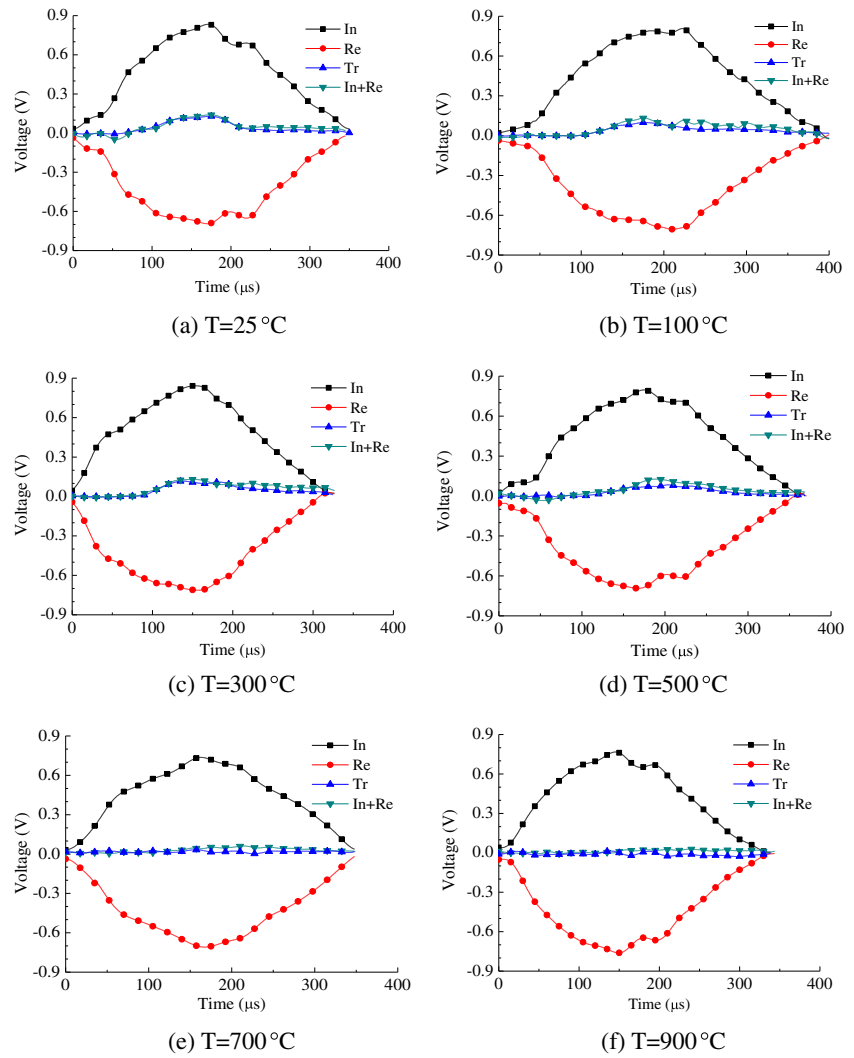 0.9
0.6
0.3
0.0
-0.3
-0.6
-0.9
Voltage (V)
0 100 200 300 400
Time (μs)
In
Re
Tr
In+Re
(a) T=25°C
0.9
0.6
0.3
0.0
-0.3
-0.6
-0.9
Voltage (V)
0 100 200 300 400
Time (μs)
In
Re
Tr
In+Re
(b) T=100°C
0.9
0.6
0.3
0.0
-0.3
-0.6
-0.9
Voltage (V)
0 100 200 300 400
Time (μs)
In
Re
Tr
In+Re
(c) T=300°C
0.9
0.6
0.3
0.0
-0.3
-0.6
-0.9
Voltage (V)
0 100 200 300 400
Time (μs)
In
Re
Tr
In+Re
(d) T=500°C
0.9
0.6
0.3
0.0
-0.3
-0.6
-0.9
Voltage (V)
0 100 200 300 400
Time (μs)
In
Re
Tr
In+Re
(e) T=700°C
0.9
0.6
0.3
0.0
-0.3
-0.6
-0.9
Voltage (V)
0 100 200 300 400
Time (μs)
In
Re
Tr
In+Re
(f) T=900°C